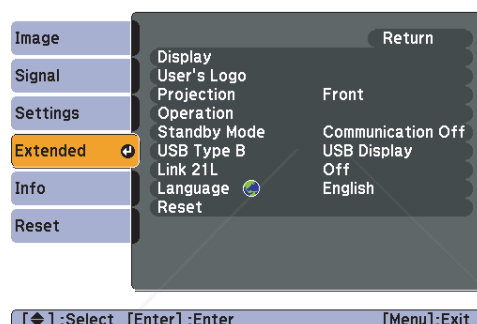 Image
Signal
Settings
Extended
Info
Reset
Return
Display
User's Logo
Projection Front
Operation
Standby Mode Communication Off
USB Type B USB Display
Link 21L Off
Language English
Reset
[◆] :Select [Enter] :Enter [Menu]:Exit